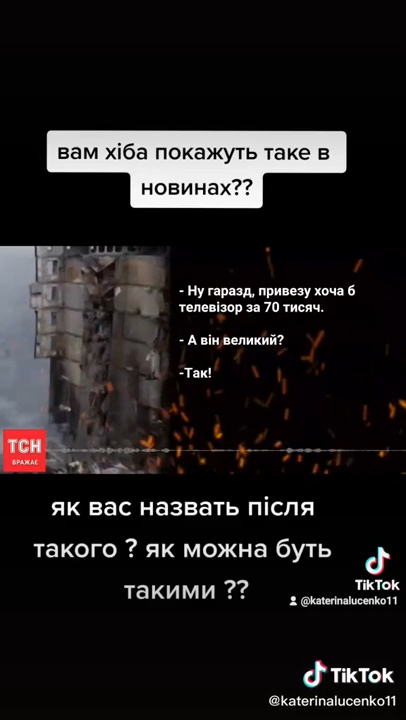 вам хіба покажуть таке в
новинах??
- Ну гаразд, привезу хоча б
телевізор за 70 тисяч.
- А він великий?
-Так!
ТСН
ВРАЖАЄ
як вас назвать після
такого ? як можна буть
такими ??
TikTok
@katerinalucenko11
TikTok
@katerinalucenko11